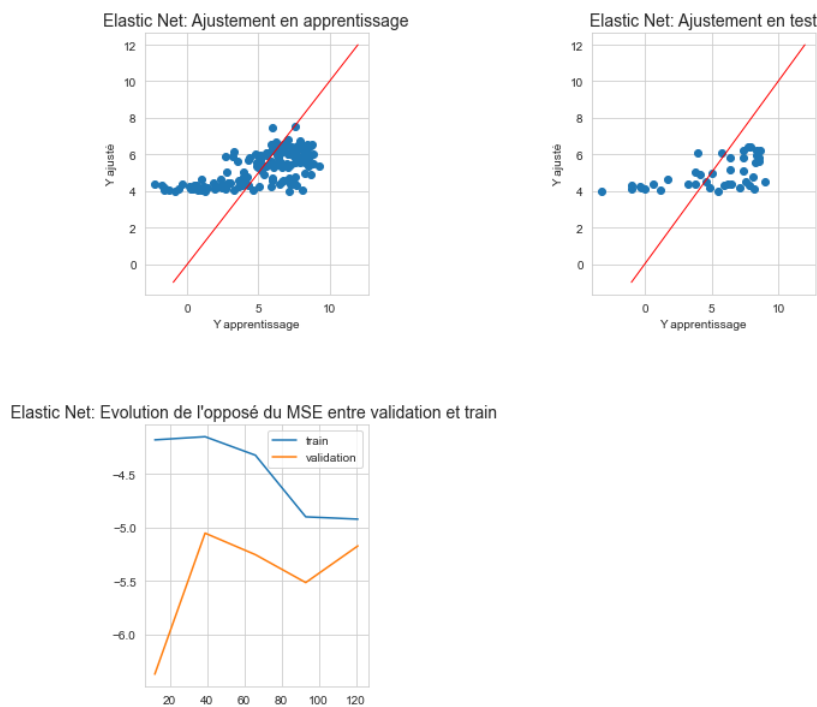 Elastic Net: Ajustement en apprentissage
12
10
8
6
4
2
0
Y ajusté
0 5 10
Y apprentissage
Elastic Net: Ajustement en test
12
10
8
6
4
2
0
Y ajusté
0 5 10
Y apprentissage
Elastic Net: Evolution de l'opposé du MSE entre validation et train
train
validation
−4.5
−5.0
−5.5
−6.0
20 40 60 80 100 120